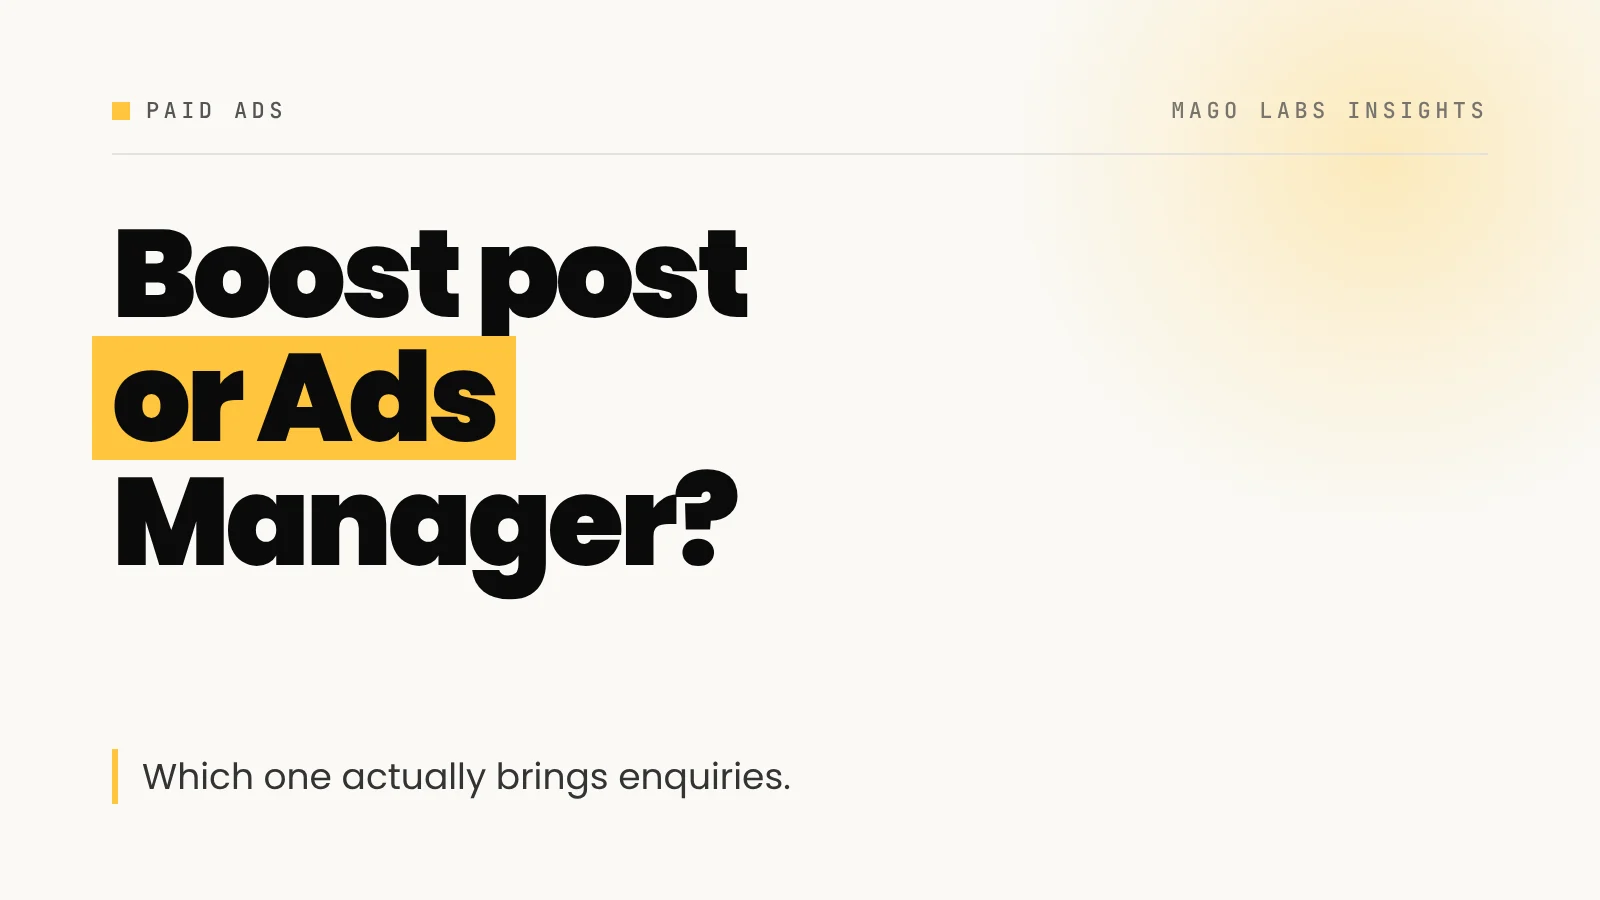 PAID ADS
MAGO LABS INSIGHTS
Boost post
or Ads
Manager?
Which one actually brings enquiries.